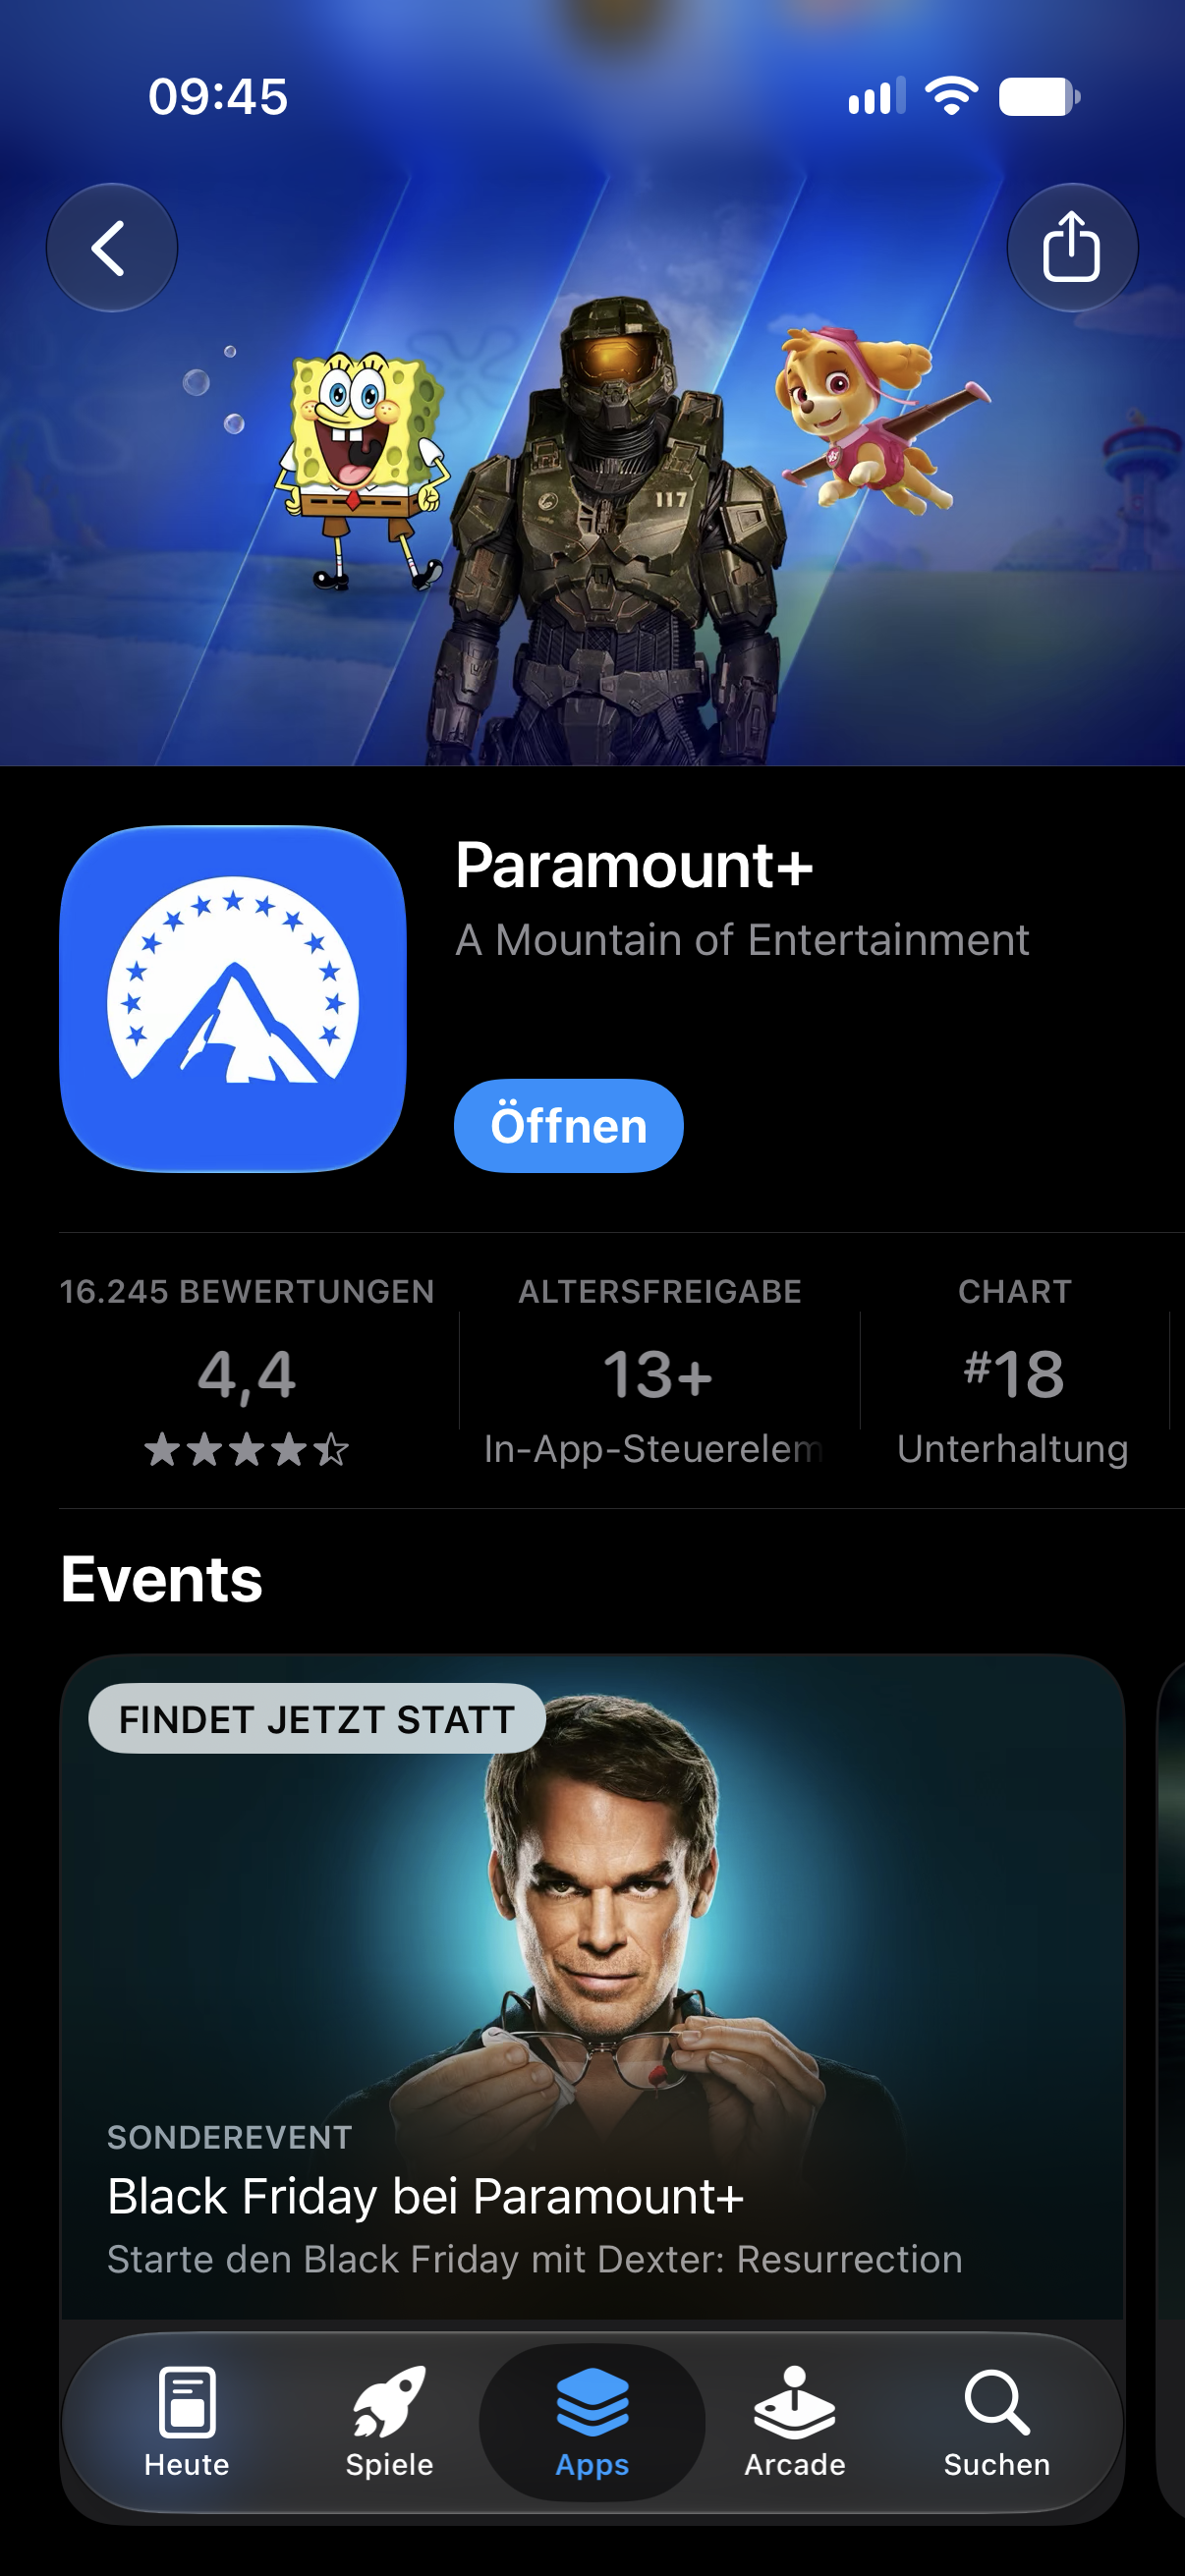 09:45
117
Paramount+
A Mountain of Entertainment
Öffnen
16.245 BEWERTUNGEN
4,4
ALTERSFREIGABE
13+
In-App-Steuerelem
CHART
#18
Unterhaltung
Events
FINDET JETZT STATT
SONDEREVENT
Black Friday bei Paramount+
Starte den Black Friday mit Dexter: Resurrection
Heute
Spiele
Apps
Arcade
Suchen